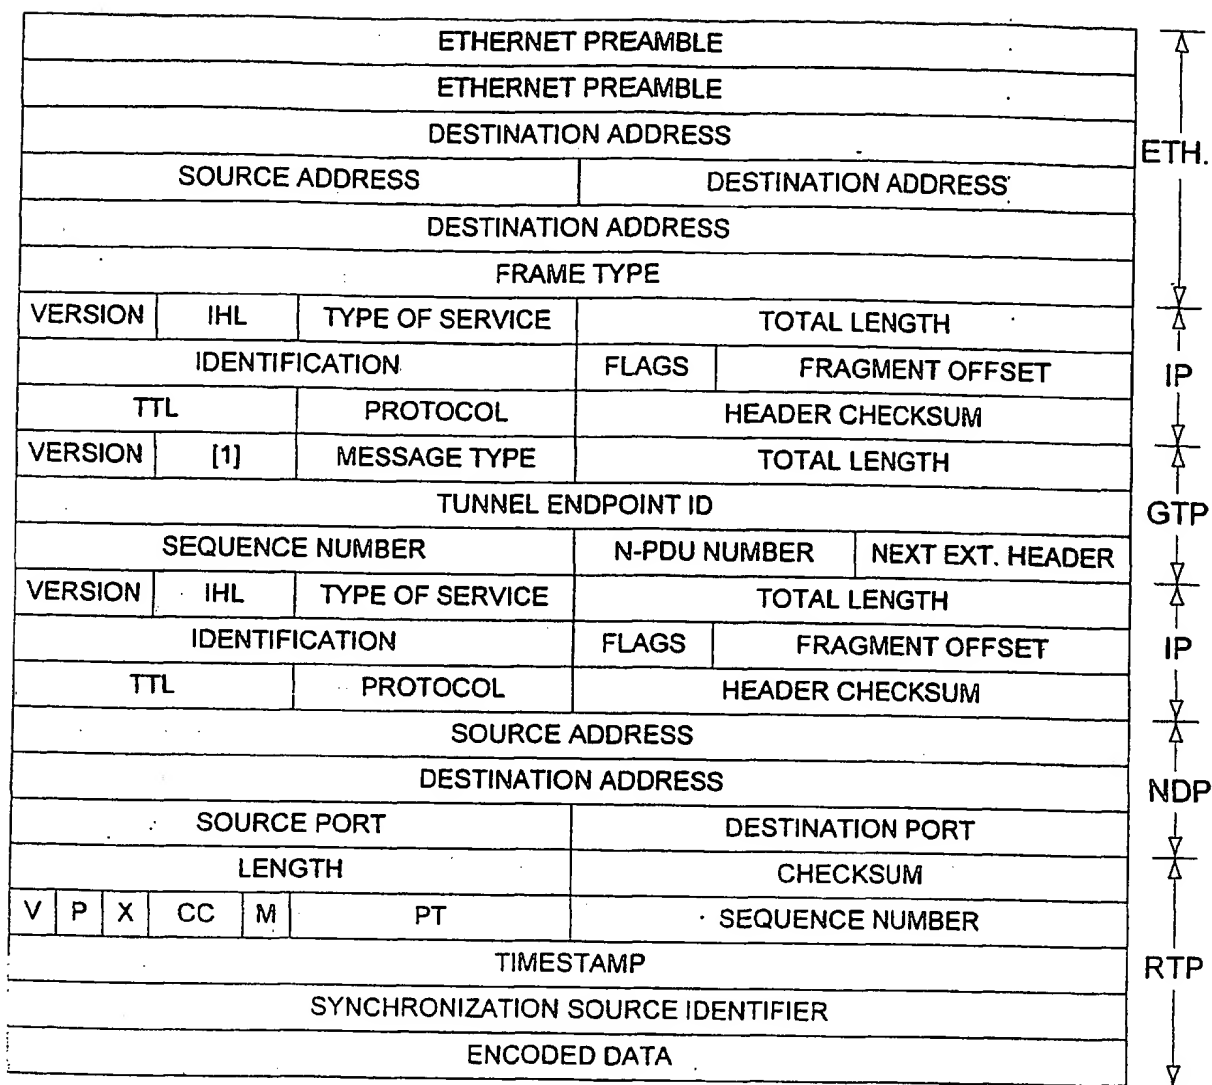 ETHERNET PREAMBLE
ETHERNET PREAMBLE
DESTINATION ADDRESS
ETH.
SOURCE ADDRESS DESTINATION ADDRESS
DESTINATION ADDRESS
FRAME TYPE
VERSION IHL TYPE OF SERVICE TOTAL LENGTH
IDENTIFICATION FLAGS FRAGMENT OFFSET IP
TTL PROTOCOL HEADER CHECKSUM
VERSION [1] MESSAGE TYPE TOTAL LENGTH
TUNNEL ENDPOINT ID GTP
SEQUENCE NUMBER N-PDU NUMBER NEXT EXT. HEADER
VERSION IHL TYPE OF SERVICE TOTAL LENGTH
IDENTIFICATION FLAGS FRAGMENT OFFSET IP
TTL PROTOCOL HEADER CHECKSUM
SOURCE ADDRESS
DESTINATION ADDRESS NDP
SOURCE PORT DESTINATION PORT
LENGTH CHECKSUM
V P X CC M PT SEQUENCE NUMBER
TIMESTAMP RTP
SYNCHRONIZATION SOURCE IDENTIFIER
ENCODED DATA